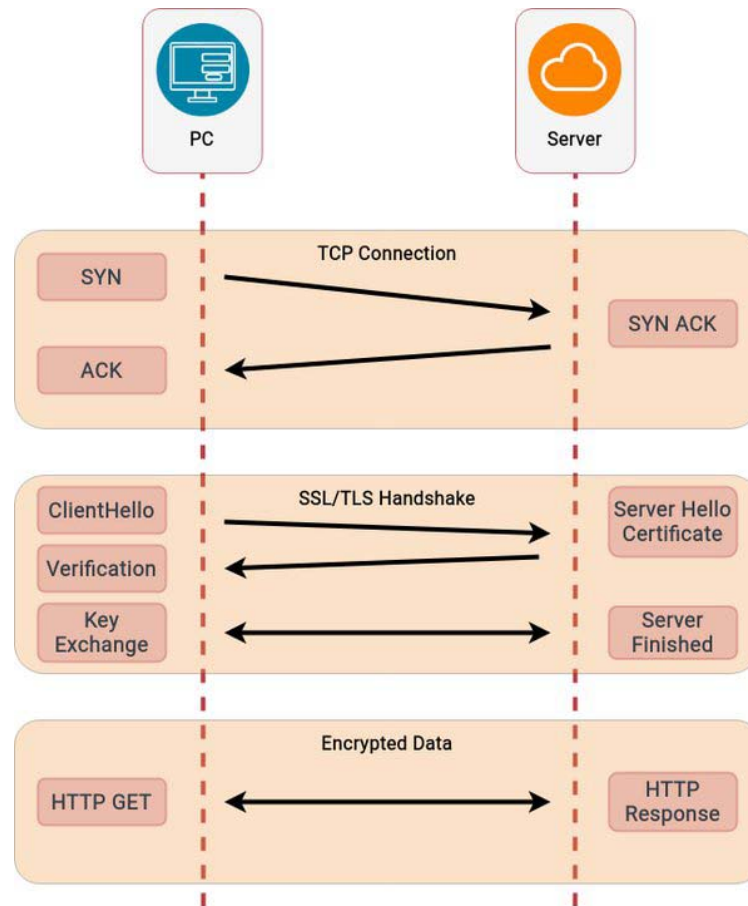 PC
Server
TCP Connection
SYN
SYN ACK
ACK
SSL/TLS Handshake
ClientHello
Server Hello
Certificate
Verification
Key
Exchange
Server
Finished
Encrypted Data
HTTP GET
HTTP
Response